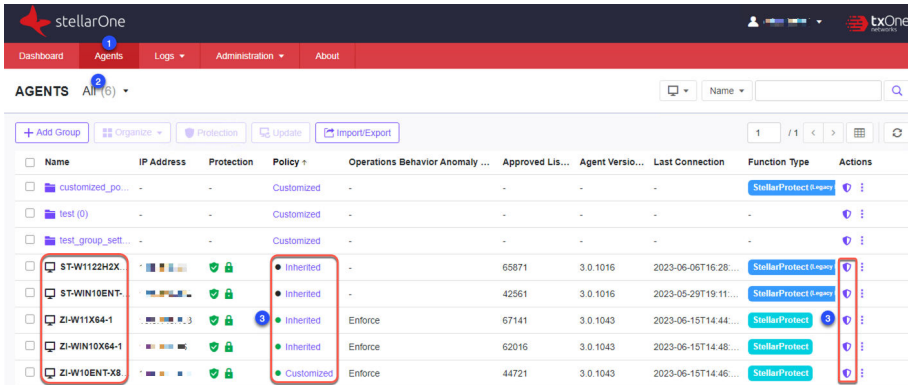 stellarOne
txOne
networks
1
Dashboard Agents Logs Administration About
2
AGENTS All (6)
Name
Add Group Organize Protection Update Import/Export 1 / 1
Name IP Address Protection Policy ↑ Operations Behavior Anomaly ... Approved Lis... Agent Versio... Last Connection Function Type Actions
customized_po... - - Customized - - - - StellarProtect (Legacy
test (0) - - Customized - - - -
test_group_sett... - - Customized - - - -
ST-W1122H2X... Inherited - 65871 3.0.1016 2023-06-06T16:28:... StellarProtect (Legacy
ST-WIN10ENT-... Inherited - 42561 3.0.1016 2023-05-29T19:11:... StellarProtect (Legacy
ZI-W11X64-1 3 Inherited Enforce 67141 3.0.1043 2023-06-15T14:44:... StellarProtect 3
ZI-WIN10X64-1 Inherited Enforce 62016 3.0.1043 2023-06-15T14:48:... StellarProtect
ZI-W10ENT-X8... Customized Enforce 44721 3.0.1043 2023-06-15T14:46:... StellarProtect